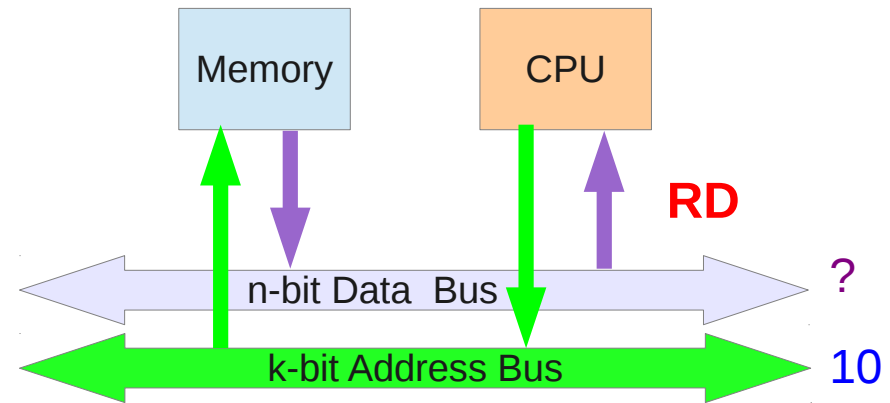 Memory
CPU
RD
n-bit Data Bus
?
k-bit Address Bus
10